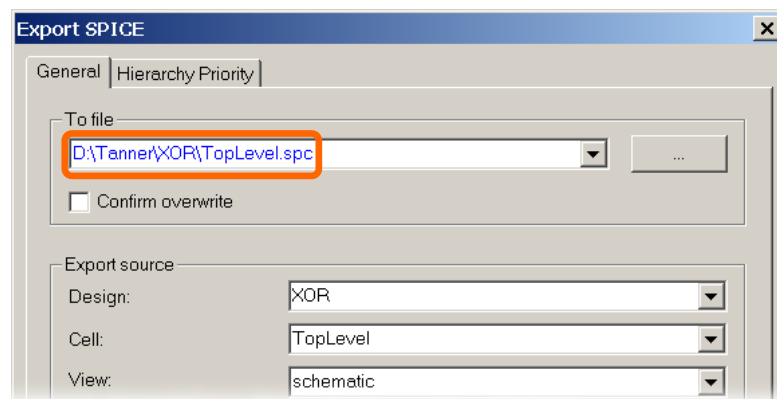 Export SPICE
General Hierarchy Priority
To file
D:\Tanner\XOR\TopLevel.spc
...
Confirm overwrite
Export source
Design: XOR
Cell: TopLevel
View: schematic